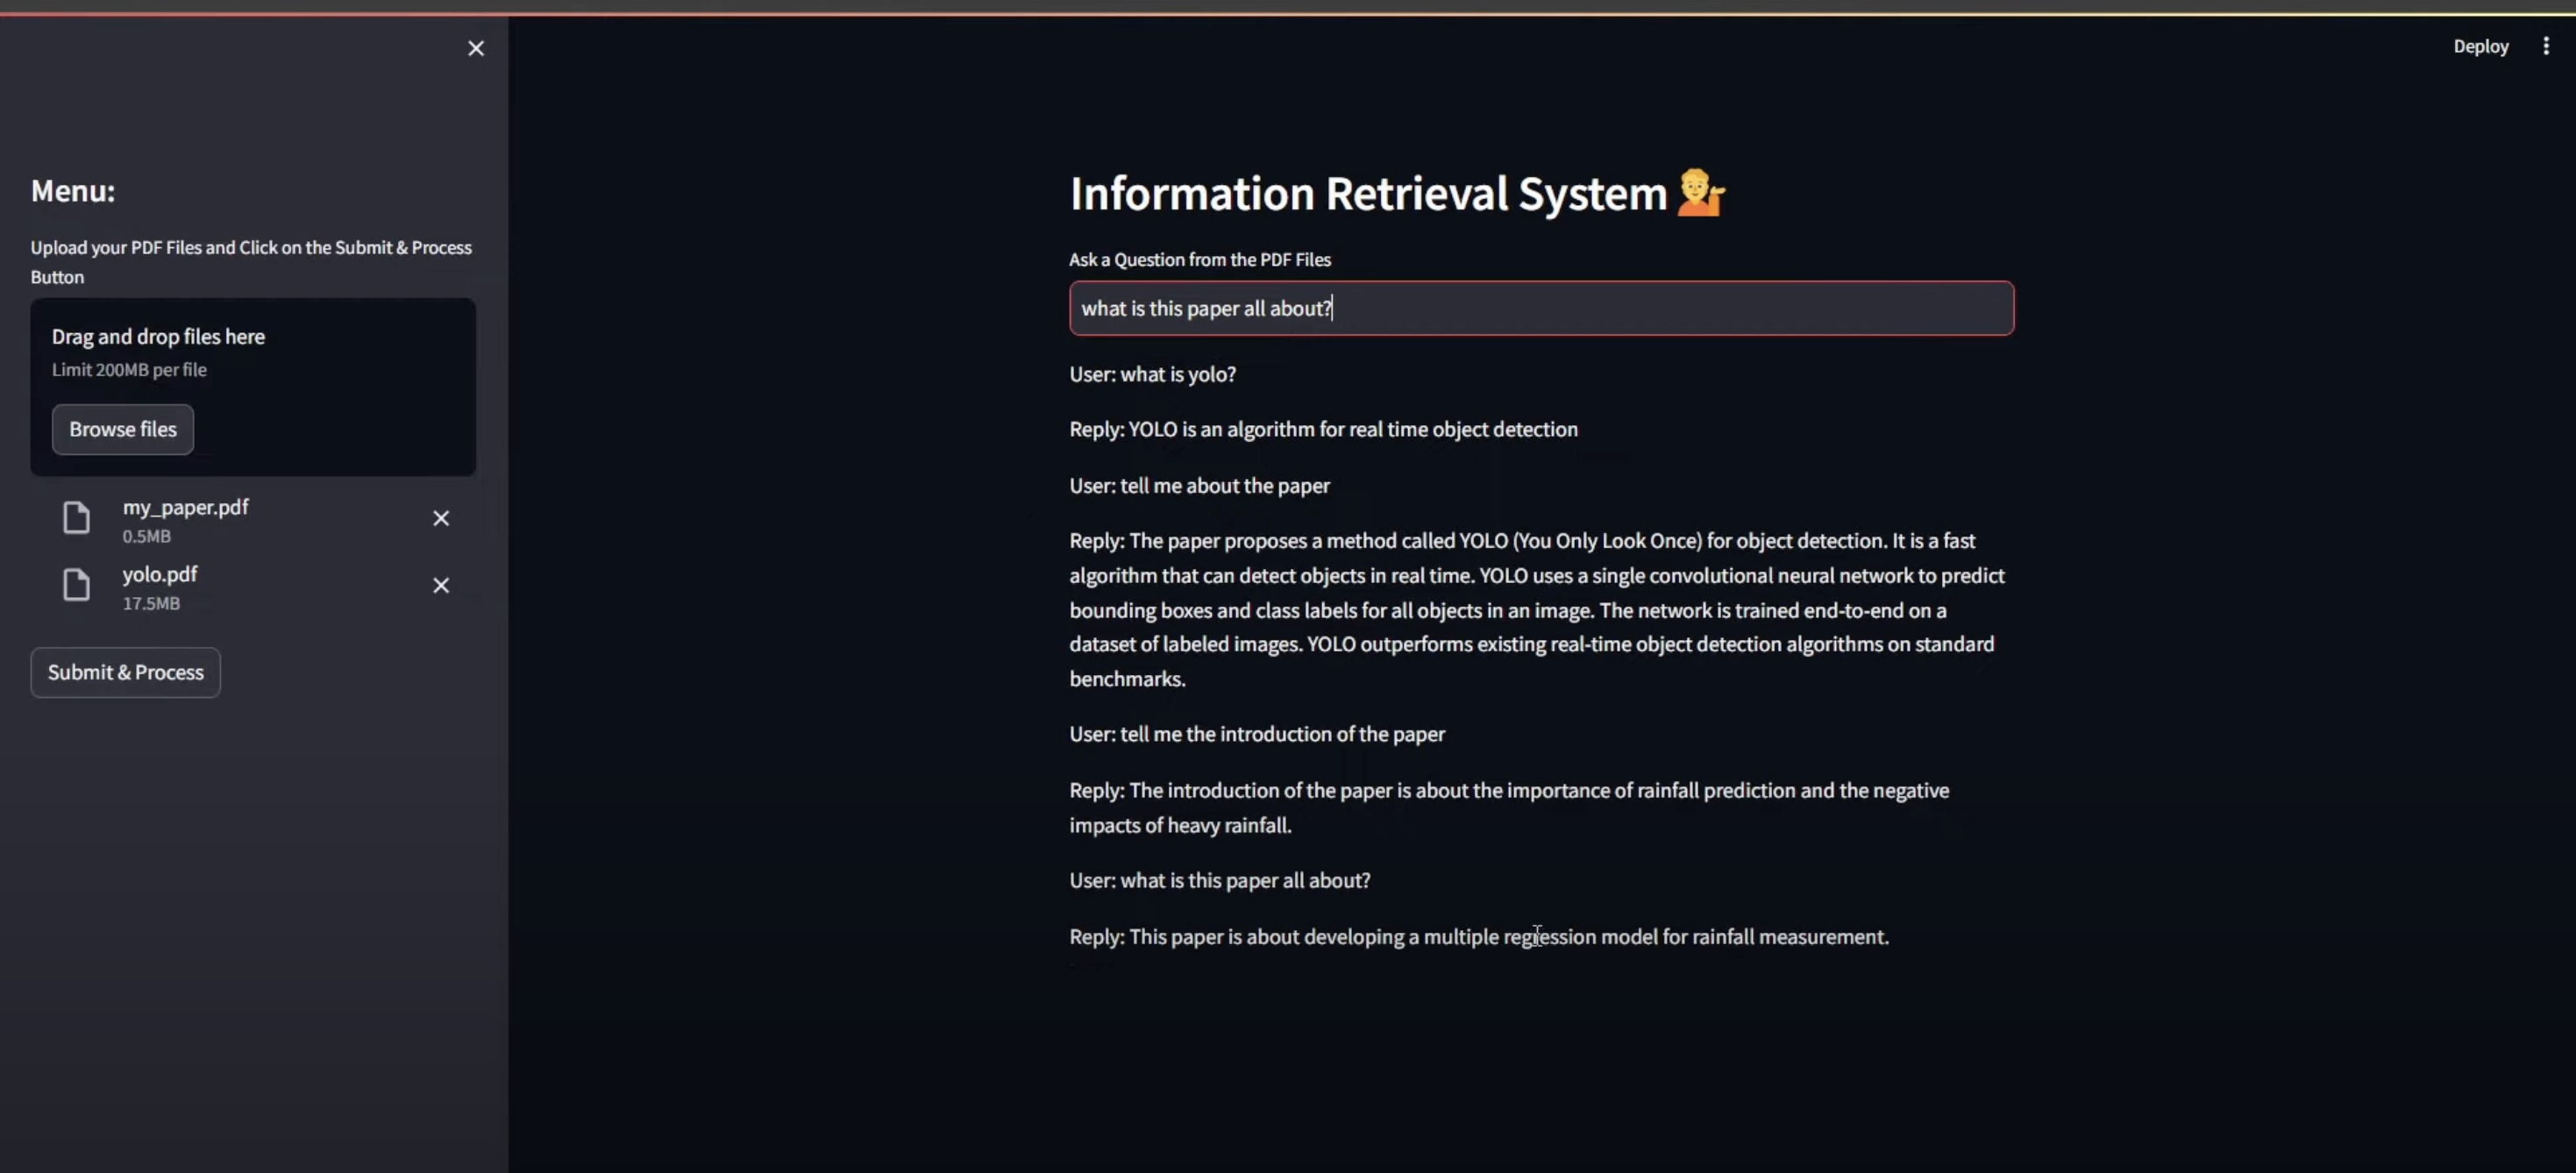 Deploy
Menu:
Upload your PDF Files and Click on the Submit & Process
Button
Drag and drop files here
Limit 200MB per file
Browse files
my_paper.pdf
0.5MB
yolo.pdf
17.5MB
Submit & Process
Information Retrieval System 💁
Ask a Question from the PDF Files
what is this paper all about?
User: what is yolo?
Reply: YOLO is an algorithm for real time object detection
User: tell me about the paper
Reply: The paper proposes a method called YOLO (You Only Look Once) for object detection. It is a fast
algorithm that can detect objects in real time. YOLO uses a single convolutional neural network to predict
bounding boxes and class labels for all objects in an image. The network is trained end-to-end on a
dataset of labeled images. YOLO outperforms existing real-time object detection algorithms on standard
benchmarks.
User: tell me the introduction of the paper
Reply: The introduction of the paper is about the importance of rainfall prediction and the negative
impacts of heavy rainfall.
User: what is this paper all about?
Reply: This paper is about developing a multiple regression model for rainfall measurement.